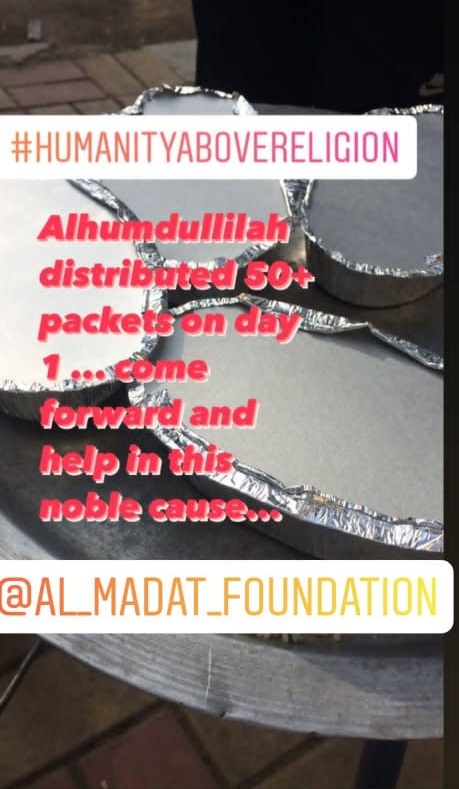 #HUMANITYABOVERELIGION
Alhumdullilah
distributed 50+
packets on day
1 ... come
forward and
help in this
noble cause...
@AL_MADAT_FOUNDATION